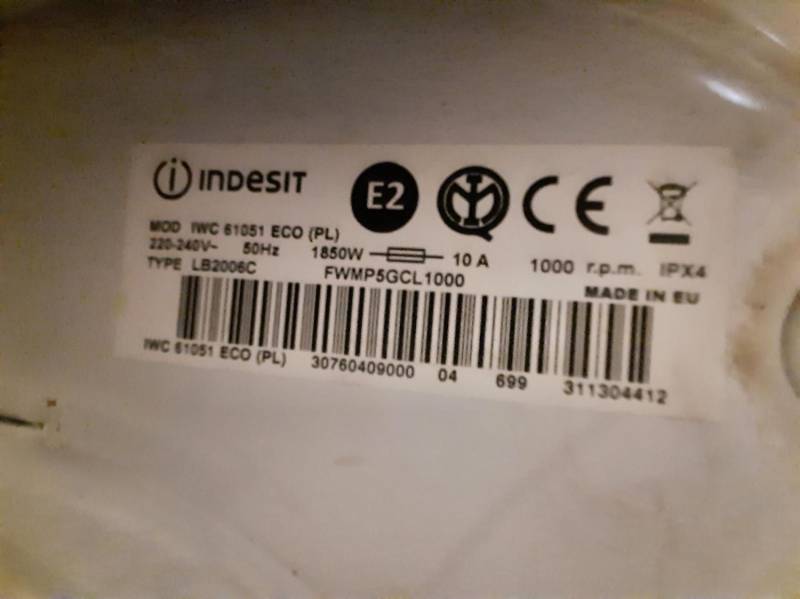 INDESIT E2 CE
MOD IWC 61051 ECO (PL)
220-240V~ 50Hz 1850W 10 A 1000 r.p.m. IPX4
TYPE LB2006C FWMP5GCL1000
MADE IN EU
IWC 61051 ECO (PL) 30760409000 04 699 311304412